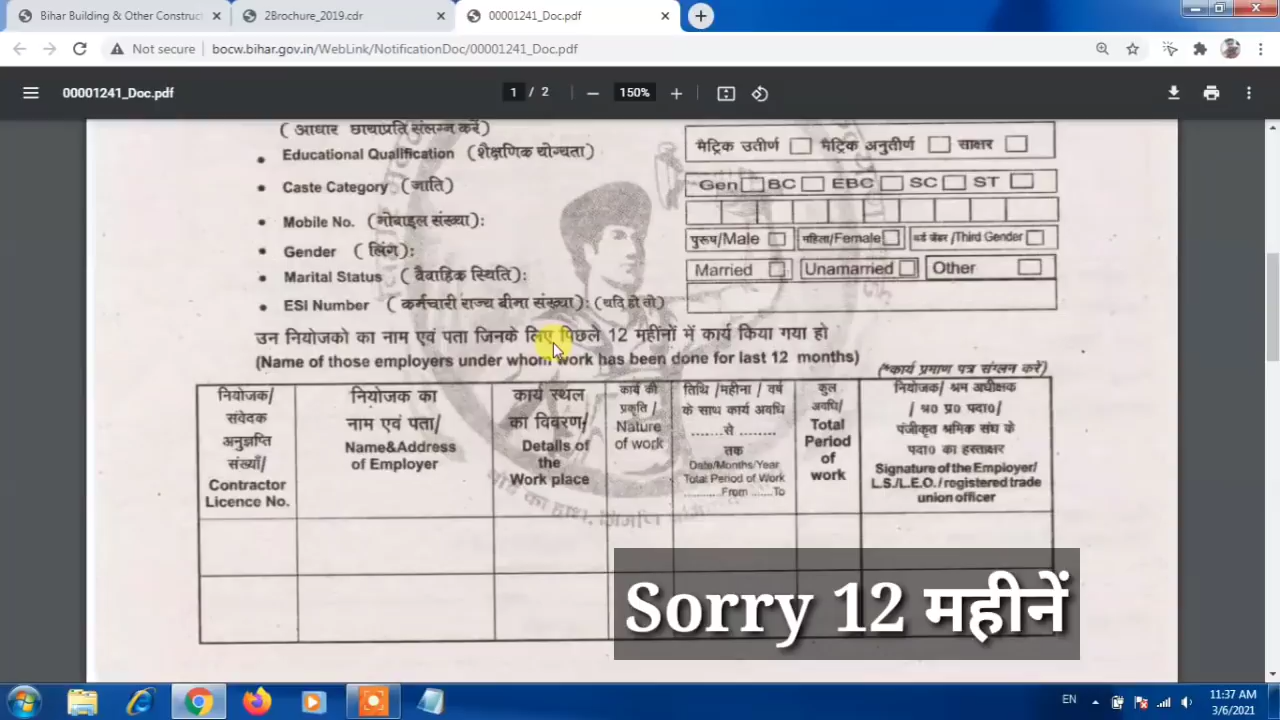 Bihar Building & Other Construct
2Brochure_2019.cdr
00001241_Doc.pdf
Not secure
bocw.bihar.gov.in/WebLink/NotificationDoc/00001241_Doc.pdf
00001241_Doc.pdf
1 / 2
150%
( आधार छायाप्रति संलग्न करें)
Educational Qualification (शैक्षणिक योग्यता)
मैट्रिक उतीर्ण
मैट्रिक अनुतीर्ण
साक्षर
Caste Category (जाति)
Gen BC EBC SC ST
Mobile No. (मोबाइल संख्या):
Gender (लिंग):
पुरूष/Male
महिला/Female
/Third Gender
Marital Status (वैवाहिक स्थिति):
Married
Unamarried
Other
ESI Number (कर्मचारी राज्य बीमा संख्या): (यदि हो तो)
उन नियोजको का नाम एवं पता जिनके लिए पिछले 12 महींनों में कार्य किया गया हो
(Name of those employers under whom work has been done for last 12 months)
(*कार्य प्रमाण पत्र संग्लन करें)
नियोजक/
संवेदक
अनुज्ञप्ति
संख्याँ/
Contractor
Licence No.
नियोजक का
नाम एवं पता/
Name&Address
of Employer
कार्य स्थल
का विवरण/
Details of
the
Work place
कार्य की
प्रकृति /
Nature
of work
तिथि /महीना / वर्ष
के साथ कार्य अवधि
........से ........
तक
Date/Months/Year
Total Period of Work
..........From ......To
कुल
अवधि/
Total
Period
of
work
नियोजक/ श्रम अधीक्षक
/ श्र० प्र० पदा०/
पंजीकृत श्रमिक संघ के
पदा० का हस्ताक्षर
Signature of the Employer/
L.S./L.E.O./registered trade
union officer
Sorry 12 महीनें
EN
11:37 AM
3/6/2021